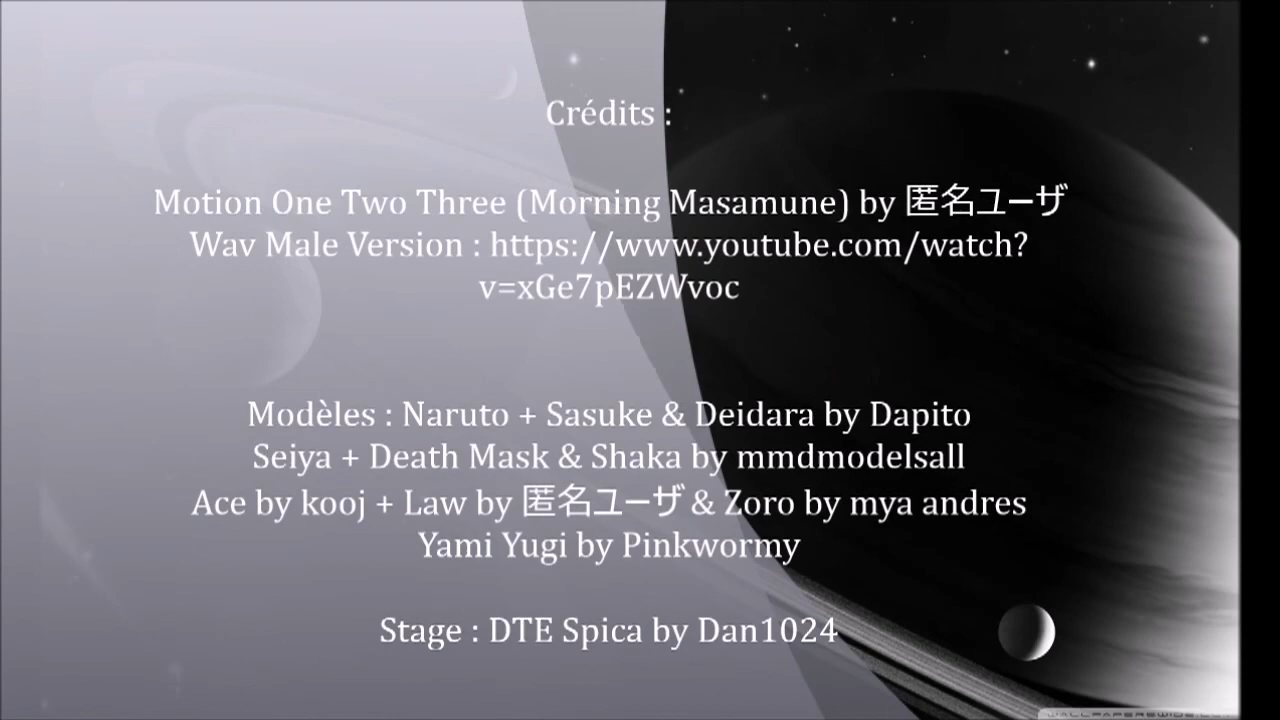 Crédits :
Motion One Two Three (Morning Masamune) by 匿名ユーザ
Wav Male Version : https://www.youtube.com/watch?
v=xGe7pEZWvoc
Modèles : Naruto + Sasuke & Deidara by Dapito
Seiya + Death Mask & Shaka by mmdmodelsall
Ace by kooj + Law by 匿名ユーザ & Zoro by mya andres
Yami Yugi by Pinkwormy
Stage : DTE Spica by Dan1024